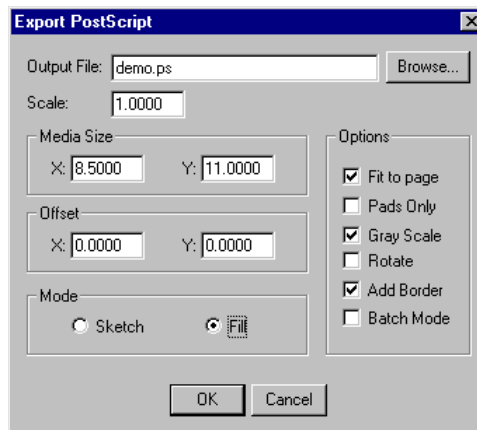 Export PostScript
Output File: demo.ps Browse...
Scale: 1.0000
Media Size
X: 8.5000 Y: 11.0000
Offset
X: 0.0000 Y: 0.0000
Mode
Sketch Fill
Options
Fit to page
Pads Only
Gray Scale
Rotate
Add Border
Batch Mode
OK Cancel